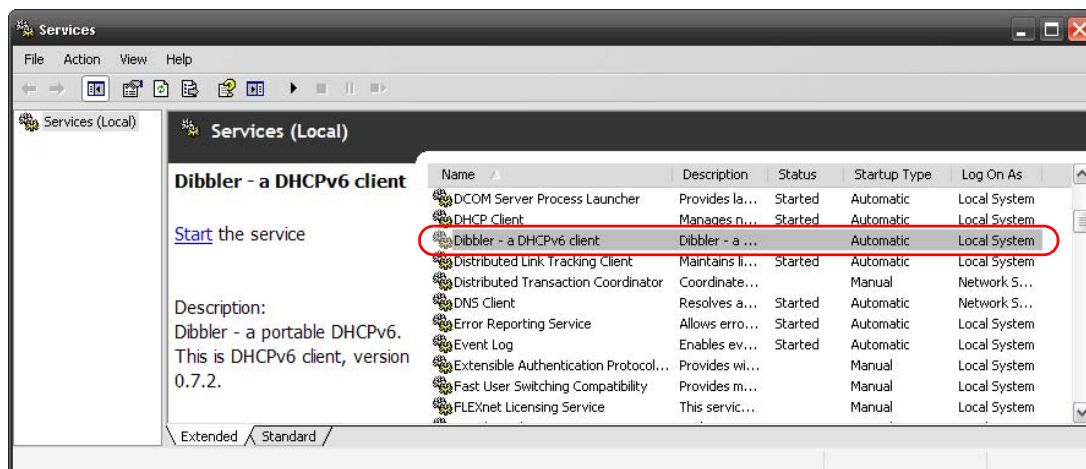 Services
File Action View Help
Services (Local)
Services (Local)
Dibbler - a DHCPv6 client
Start the service
Description:
Dibbler - a portable DHCPv6.
This is DHCPv6 client, version
0.7.2.
Name Description Status Startup Type Log On As
DCOM Server Process Launcher Provides la... Started Automatic Local System
DHCP Client Manages n... Started Automatic Local System
Dibbler - a DHCPv6 client Dibbler - a ... Automatic Local System
Distributed Link Tracking Client Maintains li... Started Automatic Local System
Distributed Transaction Coordinator Coordinate... Manual Network S...
DNS Client Resolves a... Started Automatic Network S...
Error Reporting Service Allows erro... Started Automatic Local System
Event Log Enables ev... Started Automatic Local System
Extensible Authentication Protocol... Provides wi... Manual Local System
Fast User Switching Compatibility Provides m... Manual Local System
FLEXnet Licensing Service This servic... Manual Local System
Extended Standard